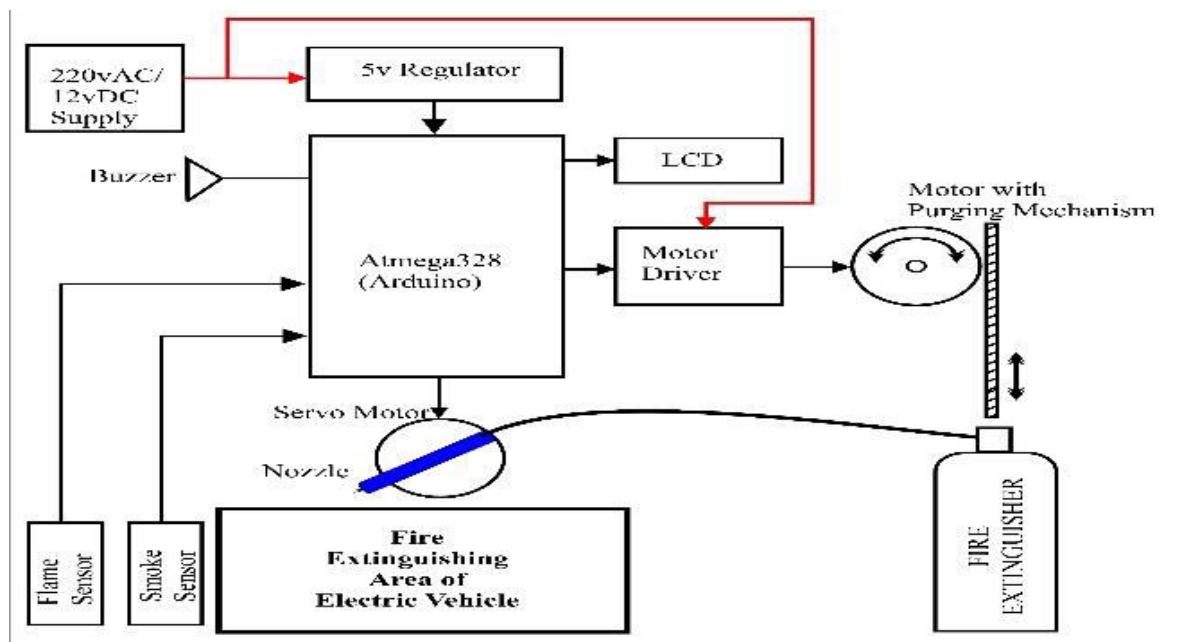 220vAC/
12vDC
Supply
5v Regulator
Buzzer
LCD
Motor with
Purging Mechanism
Atmega328
(Arduino)
Motor
Driver
Servo Motor
Nozzle
Flame
Sensor
Smoke
Sensor
Fire
Extinguishing
Area of
Electric Vehicle
FIRE
EXTINGUISHER